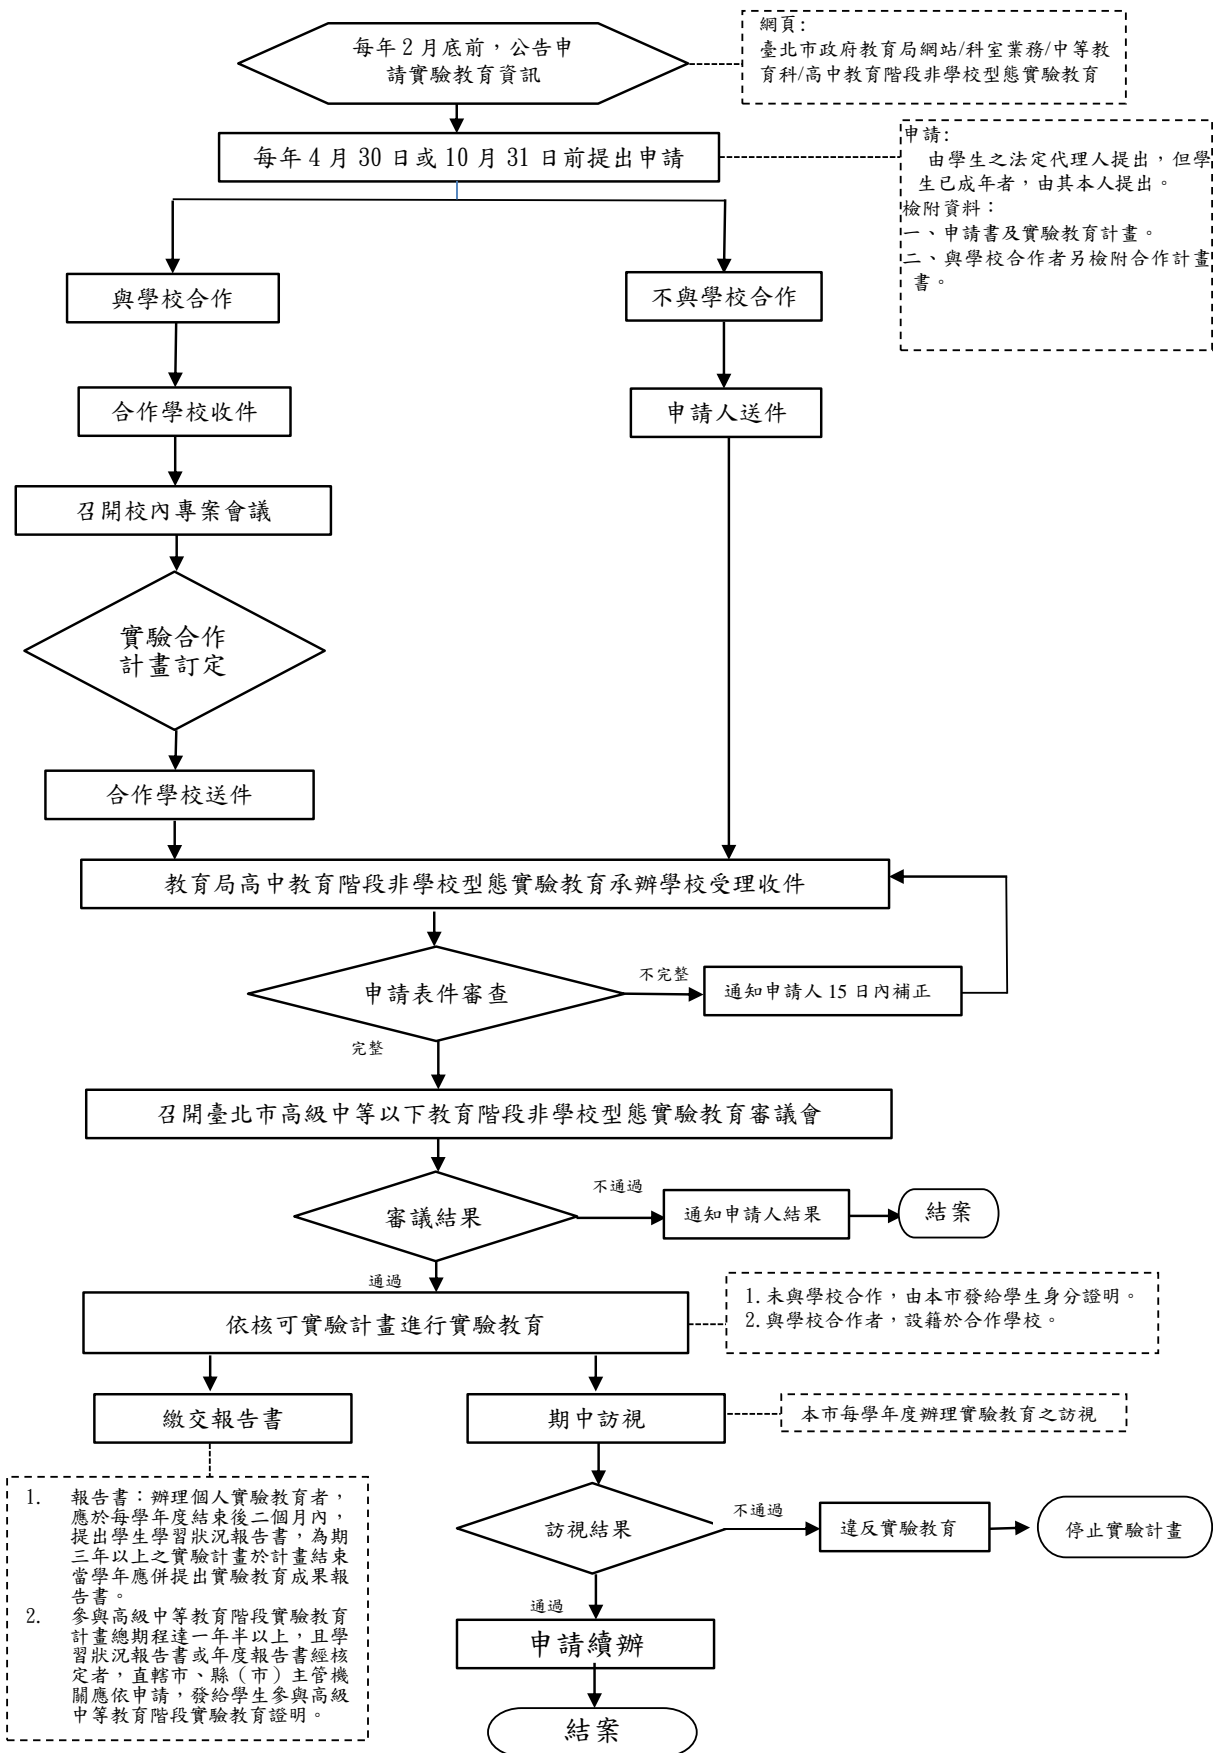 每年 2 月底前，公告申
請實驗教育資訊
網頁:
臺北市政府教育局網站/科室業務/中等教
育科/高中教育階段非學校型態實驗教育
每年 4 月 30 日或 10 月 31 日前提出申請
申請:
由學生之法定代理人提出，但學
生已成年者，由其本人提出。
檢附資料：
一、申請書及實驗教育計畫。
二、與學校合作者另檢附合作計畫
書。
與學校合作
不與學校合作
合作學校收件
申請人送件
召開校內專案會議
實驗合作
計畫訂定
合作學校送件
教育局高中教育階段非學校型態實驗教育承辦學校受理收件
申請表件審查
不完整
通知申請人 15 日內補正
完整
召開臺北市高級中等以下教育階段非學校型態實驗教育審議會
審議結果
不通過
通知申請人結果
結案
通過
依核可實驗計畫進行實驗教育
1.未與學校合作，由本市發給學生身分證明。
2.與學校合作者，設籍於合作學校。
繳交報告書
期中訪視
本市每學年度辦理實驗教育之訪視
1. 報告書：辦理個人實驗教育者，
應於每學年度結束後二個月內，
提出學生學習狀況報告書，為期
三年以上之實驗計畫於計畫結束
當學年應併提出實驗教育成果報
告書。
2. 參與高級中等教育階段實驗教育
計畫總期程達一年半以上，且學
習狀況報告書或年度報告書經核
定者，直轄市、縣（市）主管機
關應依申請，發給學生參與高級
中等教育階段實驗教育證明。
訪視結果
不通過
違反實驗教育
停止實驗計畫
通過
申請續辦
結案